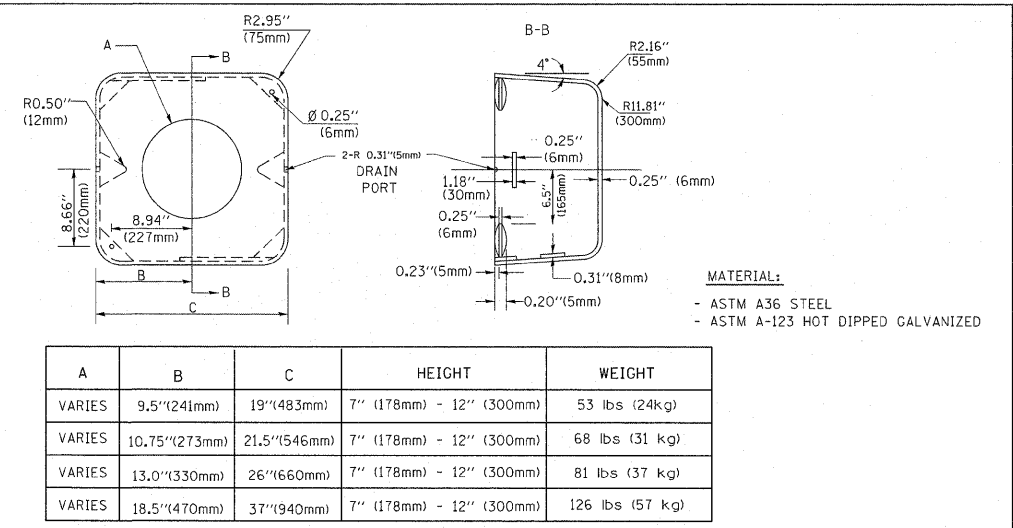 R2.95''
(75mm)
A
B
R0.50''
(12mm)
Ø 0.25''
(6mm)
2-R 0.31''(5mm)
DRAIN
PORT
8.66''
(220mm)
8.94''
(227mm)
B
B
C
B-B
4°
R2.16''
(55mm)
R11.81''
(300mm)
0.25''
(6mm)
1.18''
(30mm)
6.5''
(165mm)
0.25'' (6mm)
0.25''
(6mm)
0.23''(5mm)
0.31''(8mm)
0.20''(5mm)
MATERIAL:
- ASTM A36 STEEL
- ASTM A-123 HOT DIPPED GALVANIZED
A B C HEIGHT WEIGHT
VARIES 9.5''(241mm) 19''(483mm) 7'' (178mm) - 12'' (300mm) 53 lbs (24kg)
VARIES 10.75''(273mm) 21.5''(546mm) 7'' (178mm) - 12'' (300mm) 68 lbs (31 kg)
VARIES 13.0''(330mm) 26''(660mm) 7'' (178mm) - 12'' (300mm) 81 lbs (37 kg)
VARIES 18.5''(470mm) 37''(940mm) 7'' (178mm) - 12'' (300mm) 126 lbs (57 kg)